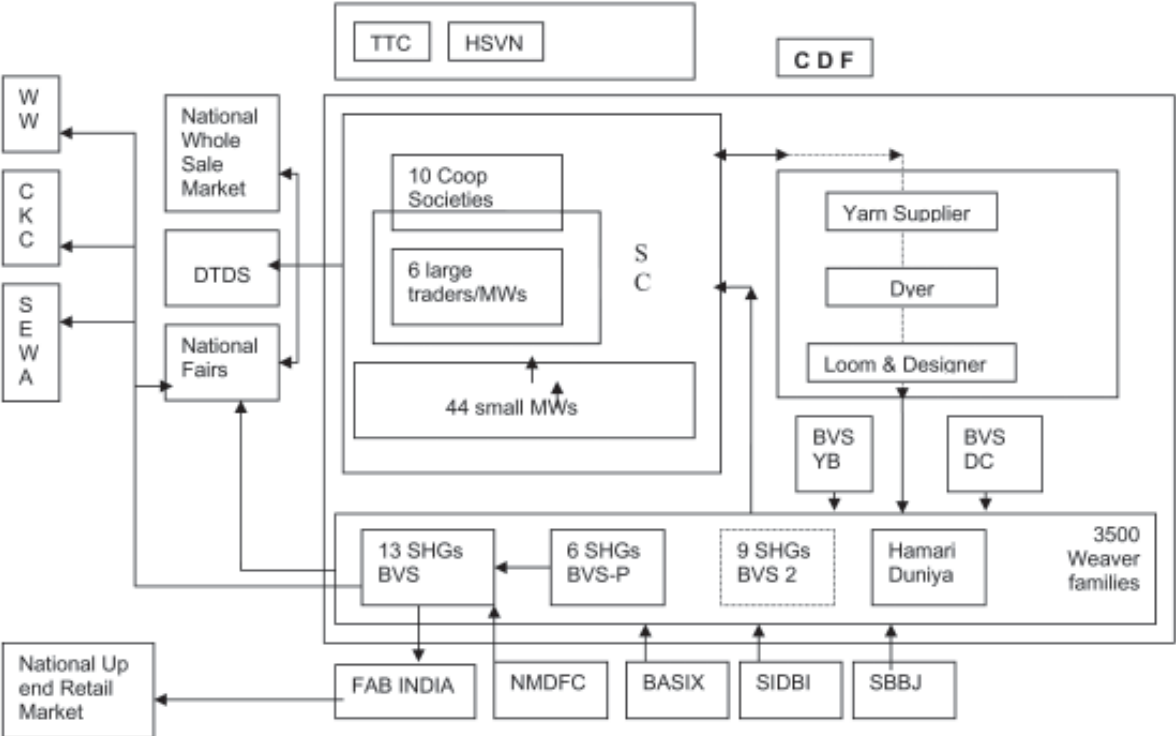 TTC
HSVN
C D F
W
W
C
K
C
S
E
W
A
National
Whole
Sale
Market
DTDS
National
Fairs
10 Coop
Societies
6 large
traders/MWs
S
C
44 small MWs
Yarn Supplier
Dyer
Loom & Designer
BVS
YB
BVS
DC
13 SHGs
BVS
6 SHGs
BVS-P
9 SHGs
BVS 2
Hamari
Duniya
3500
Weaver
families
National Up
end Retail
Market
FAB INDIA
NMDFC
BASIX
SIDBI
SBBJ